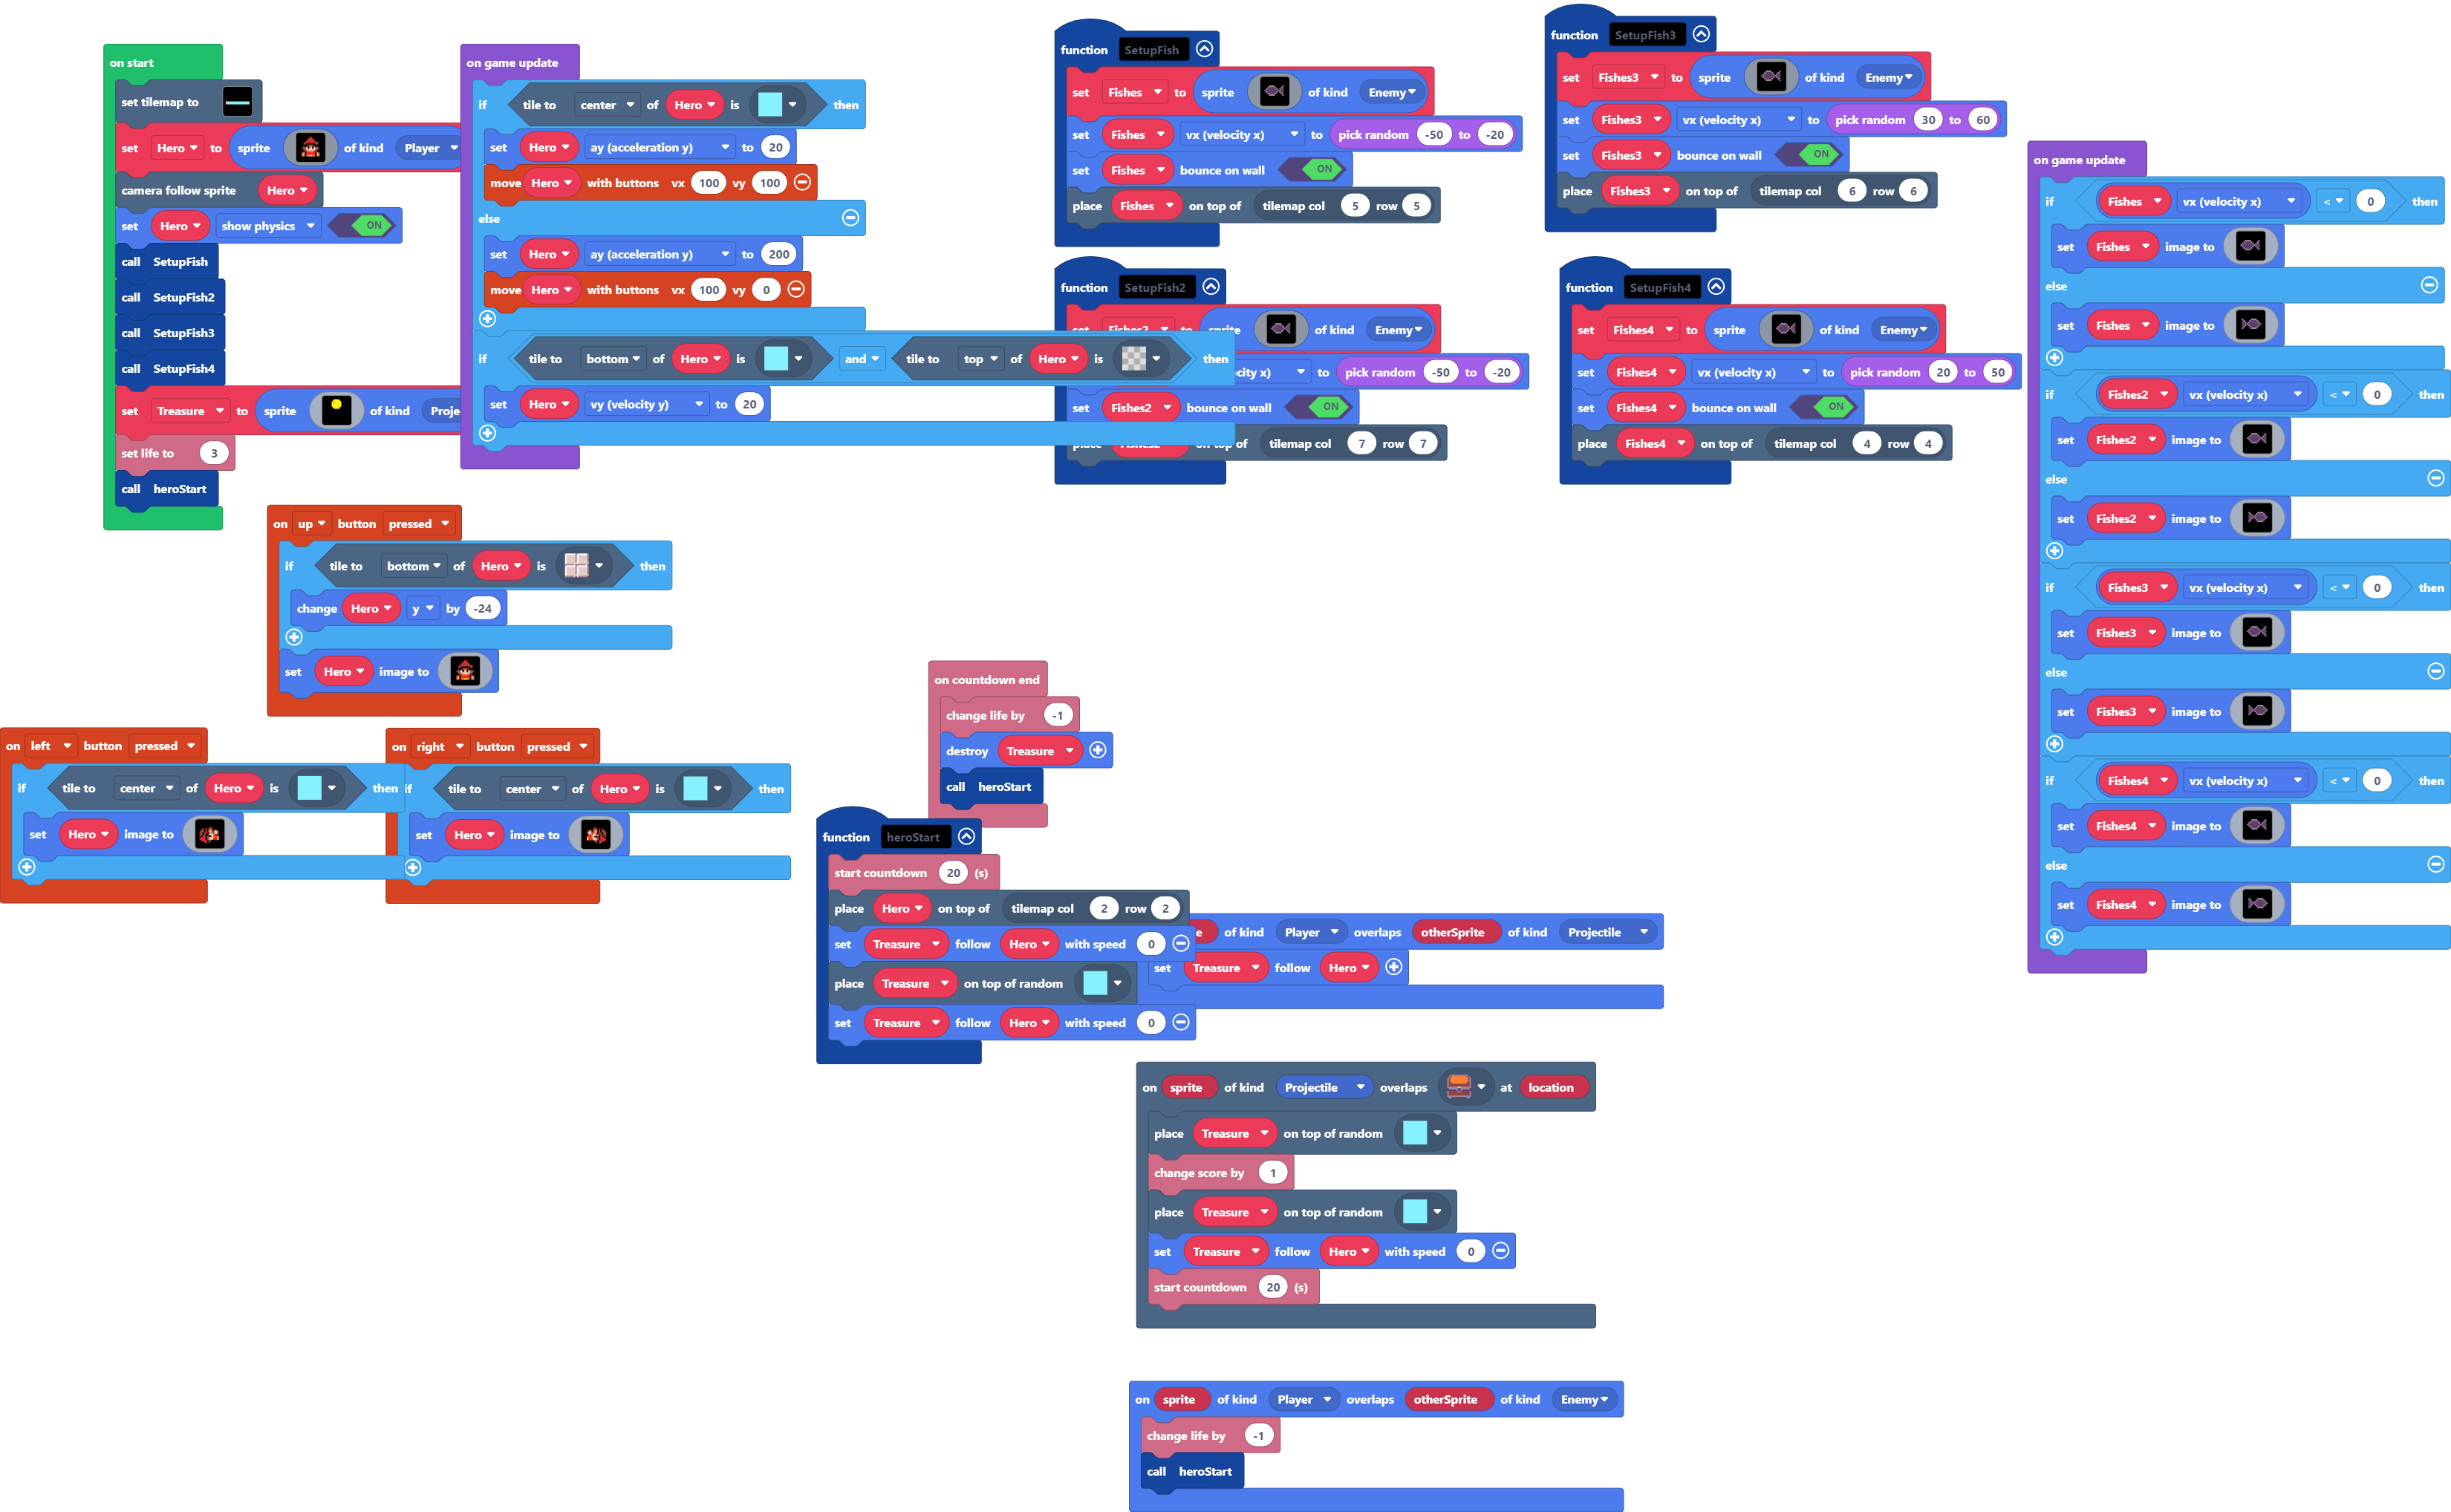 on start
set tilemap to
set Hero to sprite of kind Player
camera follow sprite Hero
set Hero show physics ON
call SetupFish
call SetupFish2
call SetupFish3
call SetupFish4
set Treasure to sprite of kind Proje
set life to 3
call heroStart
on game update
if tile to center of Hero is then
set Hero ay (acceleration y) to 20
move Hero with buttons vx 100 vy 100
else
set Hero ay (acceleration y) to 200
move Hero with buttons vx 100 vy 0
if tile to bottom of Hero is and tile to top of Hero is then
set Hero vy (velocity y) to 20
function SetupFish
set Fishes to sprite of kind Enemy
set Fishes vx (velocity x) to pick random -50 to -20
set Fishes bounce on wall ON
place Fishes on top of tilemap col 5 row 5
function SetupFish2
set Fishes2 to sprite of kind Enemy
city x) to pick random -50 to -20
set Fishes2 bounce on wall ON
place Fishes2 on top of tilemap col 7 row 7
function SetupFish3
set Fishes3 to sprite of kind Enemy
set Fishes3 vx (velocity x) to pick random 30 to 60
set Fishes3 bounce on wall ON
place Fishes3 on top of tilemap col 6 row 6
function SetupFish4
set Fishes4 to sprite of kind Enemy
set Fishes4 vx (velocity x) to pick random 20 to 50
set Fishes4 bounce on wall ON
place Fishes4 on top of tilemap col 4 row 4
on game update
if Fishes vx (velocity x) < 0 then
set Fishes image to
else
set Fishes image to
if Fishes2 vx (velocity x) < 0 then
set Fishes2 image to
else
set Fishes2 image to
if Fishes3 vx (velocity x) < 0 then
set Fishes3 image to
else
set Fishes3 image to
if Fishes4 vx (velocity x) < 0 then
set Fishes4 image to
else
set Fishes4 image to
on up button pressed
if tile to bottom of Hero is then
change Hero y by -24
set Hero image to
on left button pressed
if tile to center of Hero is then
set Hero image to
on right button pressed
if tile to center of Hero is then
set Hero image to
on countdown end
change life by -1
destroy Treasure
call heroStart
function heroStart
start countdown 20 (s)
place Hero on top of tilemap col 2 row 2
set Treasure follow Hero with speed 0
place Treasure on top of random
set Treasure follow Hero with speed 0
e of kind Player overlaps otherSprite of kind Projectile
set Treasure follow Hero
on sprite of kind Projectile overlaps at location
place Treasure on top of random
change score by 1
place Treasure on top of random
set Treasure follow Hero with speed 0
start countdown 20 (s)
on sprite of kind Player overlaps otherSprite of kind Enemy
change life by -1
call heroStart